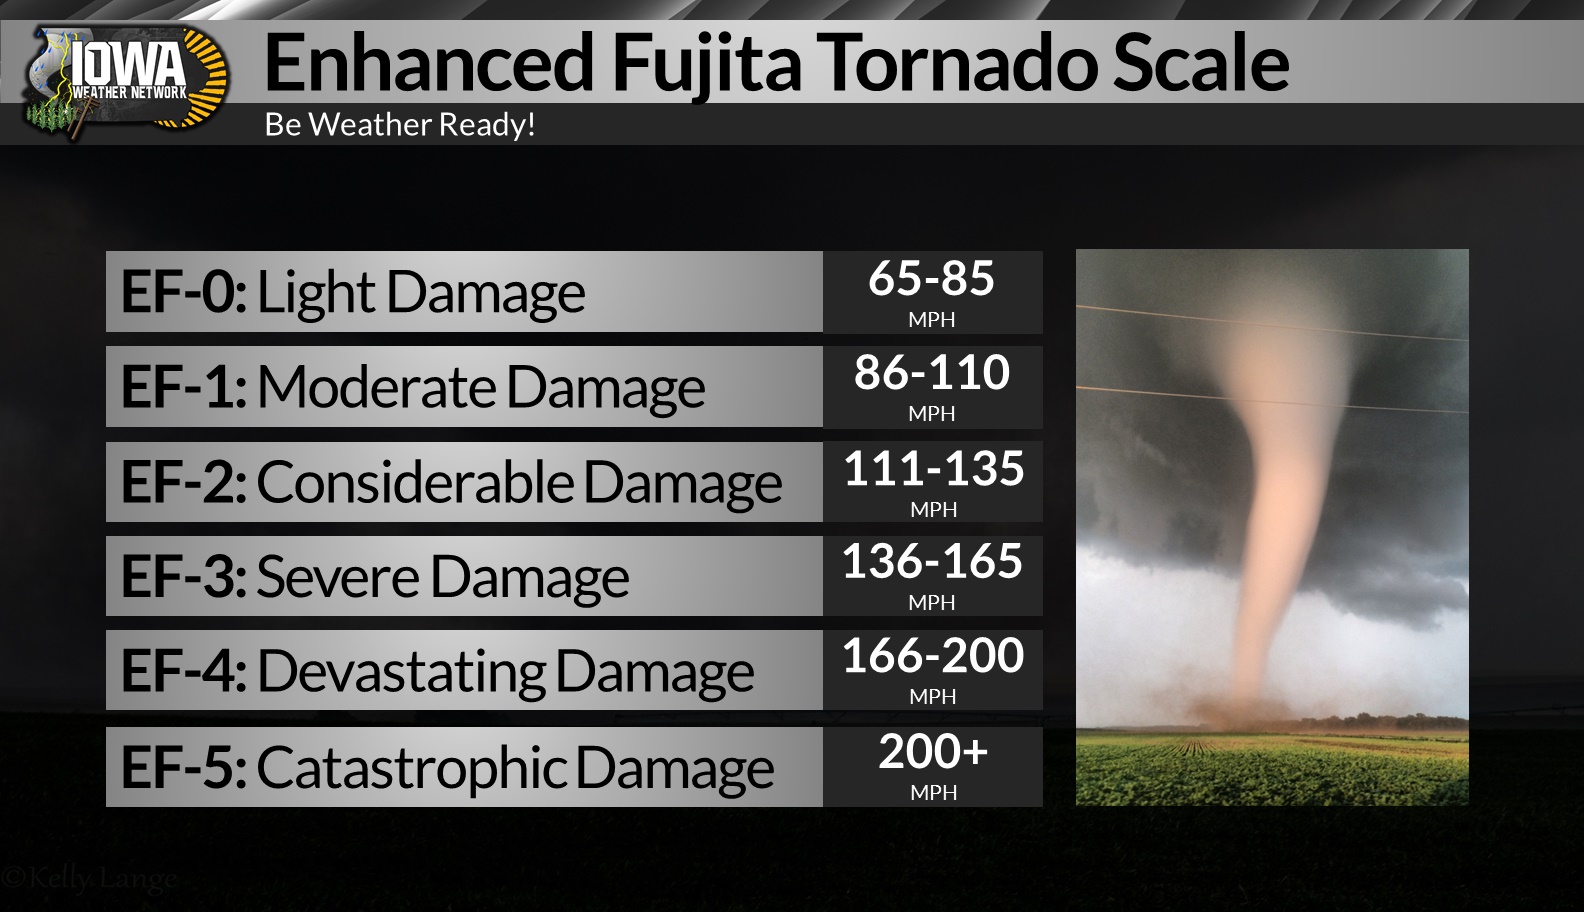 IOWA
WEATHER NETWORK
Enhanced Fujita Tornado Scale
Be Weather Ready!
EF-0: Light Damage
65-85
MPH
EF-1: Moderate Damage
86-110
MPH
EF-2: Considerable Damage
111-135
MPH
EF-3: Severe Damage
136-165
MPH
EF-4: Devastating Damage
166-200
MPH
EF-5: Catastrophic Damage
200+
MPH
©Kelly Lange